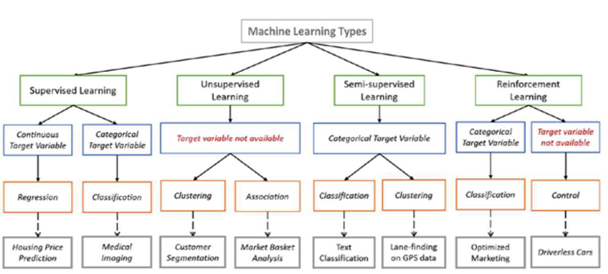 Machine Learning Types
Supervised Learning
Unsupervised
Learning
Semi-supervised
Learning
Reinforcement
Learning
Continuous
Target Variable
Categorical
Target Variable
Target variable not available
Categorical Target Variable
Categorical
Target Variable
Target variable
not available
Regression
Classification
Clustering
Association
Classification
Clustering
Classification
Control
Housing Price
Prediction
Medical
Imaging
Customer
Segmentation
Market Basket
Analysis
Text
Classification
Lane-finding
on GPS data
Optimized
Marketing
Driverless Cars